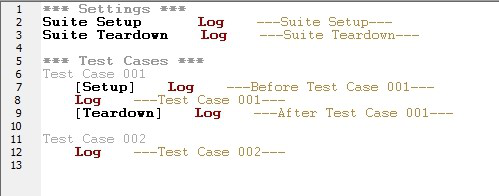 1 *** Settings ***
2 Suite Setup Log ---Suite Setup---
3 Suite Teardown Log ---Suite Teardown---
4
5 *** Test Cases ***
6 Test Case 001
7 [Setup] Log ---Before Test Case 001---
8 Log ---Test Case 001---
9 [Teardown] Log ---After Test Case 001---
10
11 Test Case 002
12 Log ---Test Case 002---
13